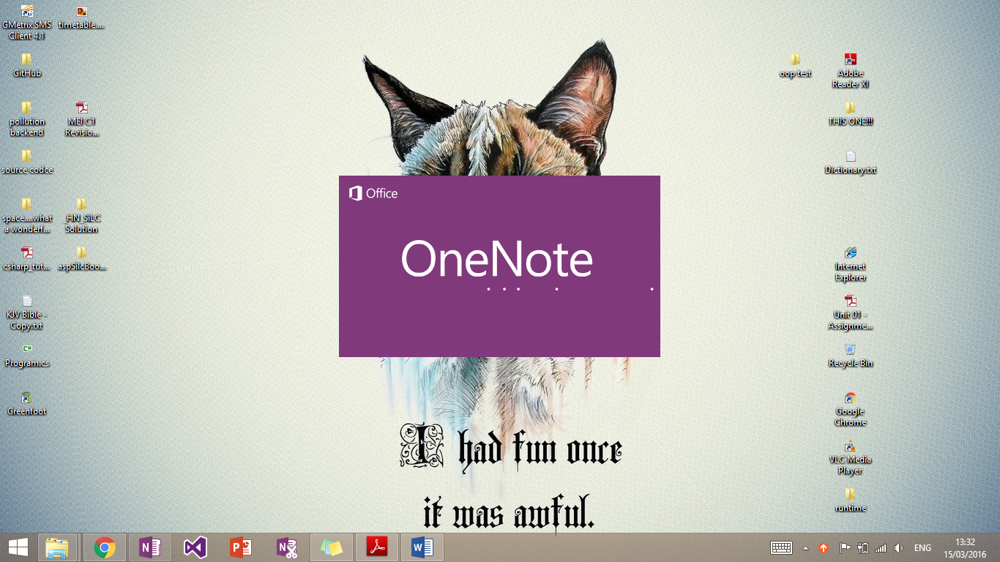 GMetrix SMS
Client 4.1
timetable....
GitHub
pollution
backend
MEI C1
Revisio...
source codce
space....what
a wonderf...
_HN_SiLC
Solution
csharp_tut...
aspSilcBoo...
KJV Bible -
Copy.txt
Program.cs
Greenfoot
oop test
Adobe
Reader XI
THIS ONE!!!
Dictionary.txt
Internet
Explorer
Unit 01 -
Assignme...
Recycle Bin
Google
Chrome
VLC Media
Player
runtime
Office
OneNote
I had fun once
it was awful.
ENG
13:32
15/03/2016